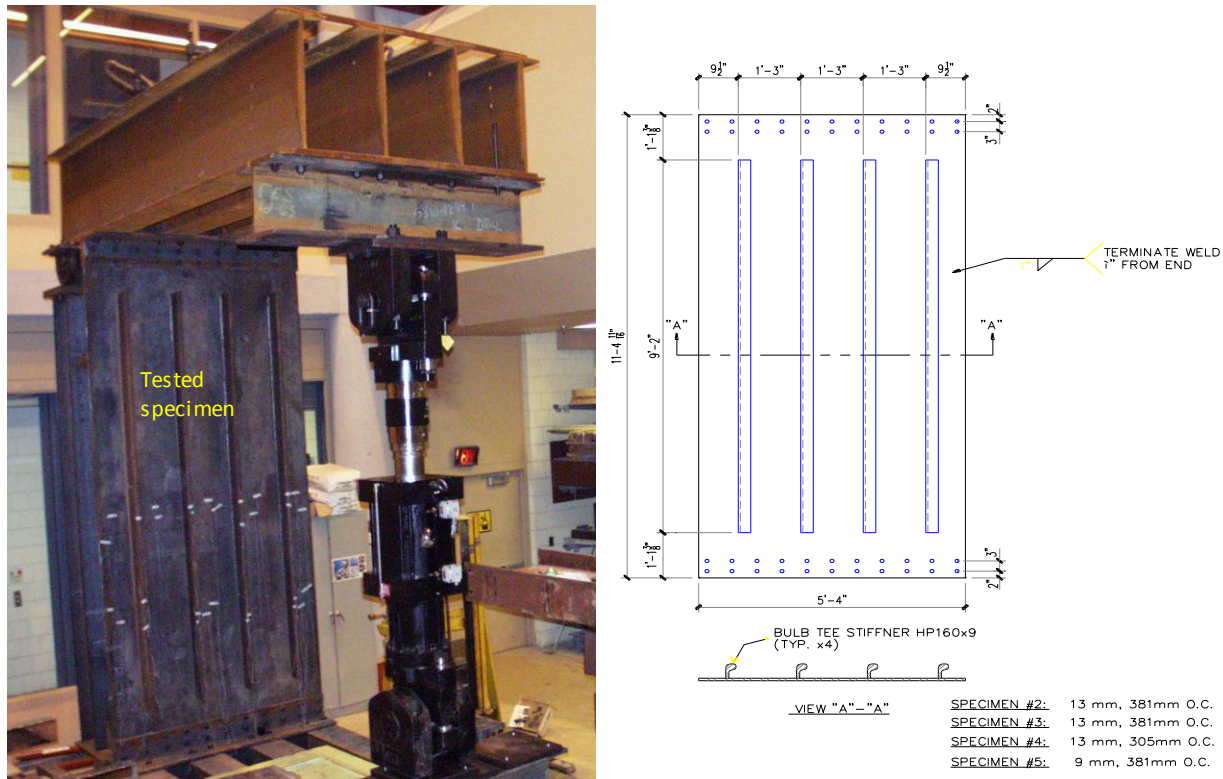 Tested
specimen
9½" 1'-3" 1'-3" 1'-3" 9½"
2"
3"
1'-1⅜"
11-4 11/16"
9'-2"
"A" "A"
TERMINATE WELD
1" FROM END
1'-1⅜"
3"
2"
5'-4"
BULB TEE STIFFNER HP160x9
(TYP. x4)
VIEW "A"-"A"
SPECIMEN #2: 13 mm, 381mm O.C.
SPECIMEN #3: 13 mm, 381mm O.C.
SPECIMEN #4: 13 mm, 305mm O.C.
SPECIMEN #5: 9 mm, 381mm O.C.